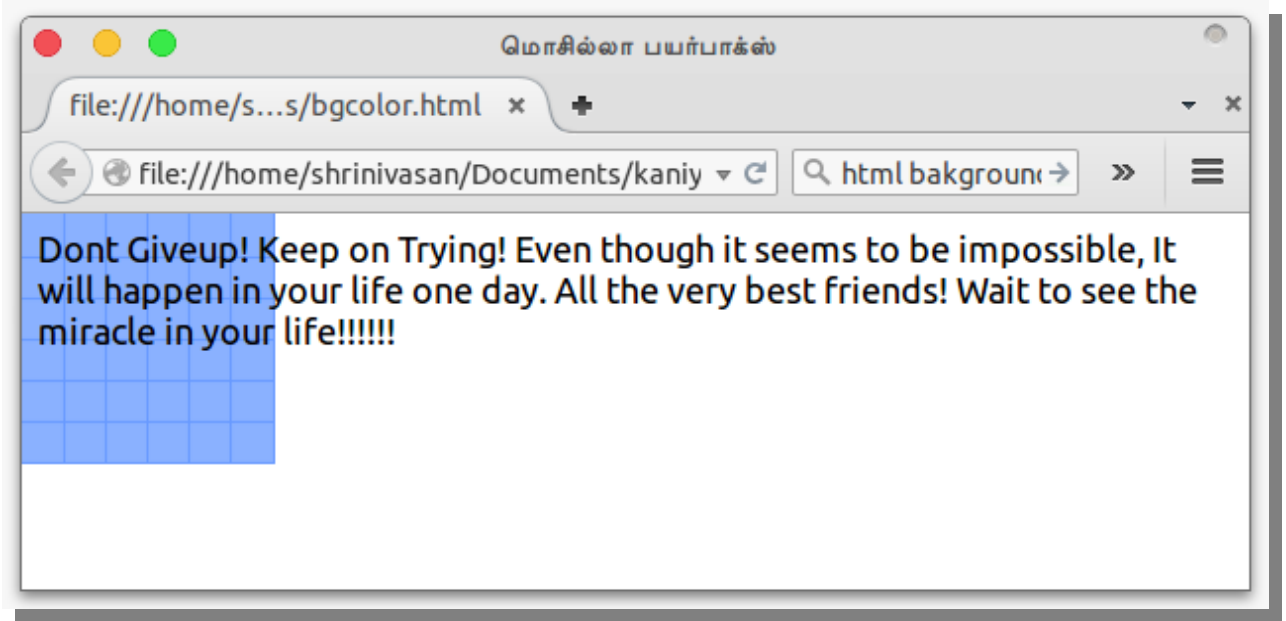 மொசில்லா பயர்பாக்ஸ்
file:///home/s...s/bgcolor.html
file:///home/shrinivasan/Documents/kaniy
html bakgroun
Dont Giveup! Keep on Trying! Even though it seems to be impossible, It
will happen in your life one day. All the very best friends! Wait to see the
miracle in your life!!!!!!